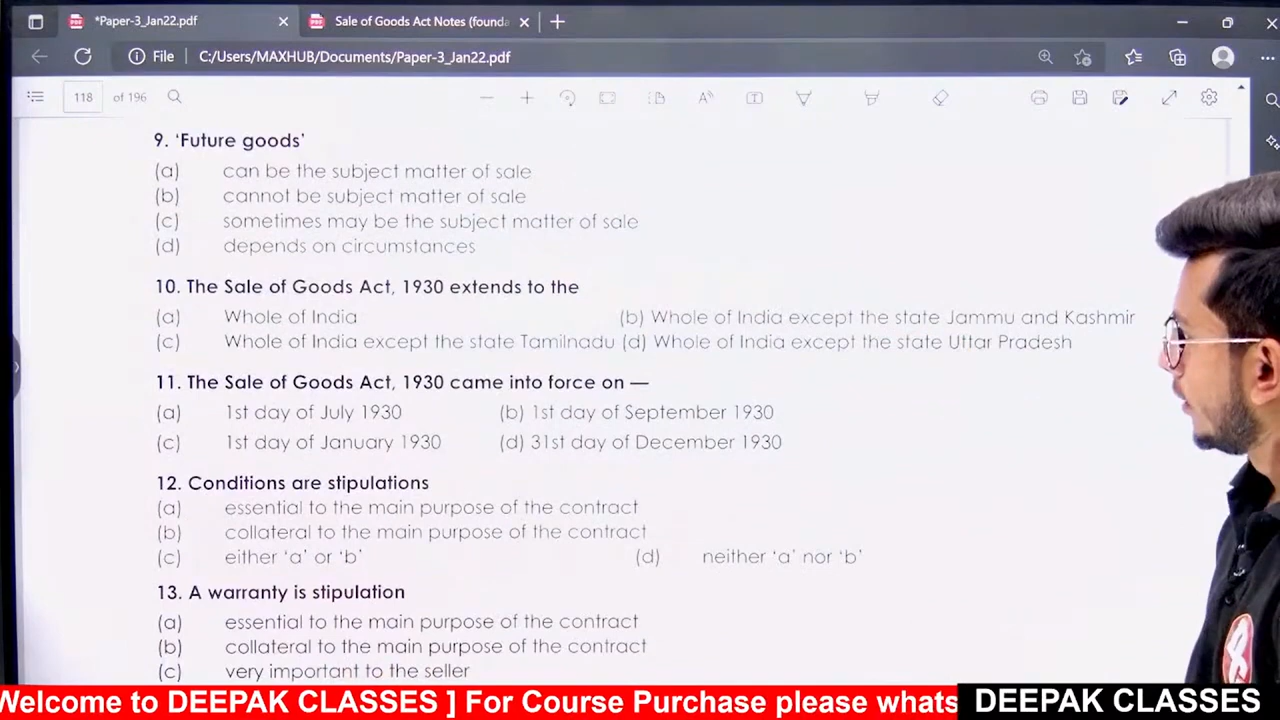 *Paper-3_Jan22.pdf
Sale of Goods Act Notes (founda
File
C:/Users/MAXHUB/Documents/Paper-3_Jan22.pdf
118 of 196
9. ‘Future goods’
(a) can be the subject matter of sale
(b) cannot be subject matter of sale
(c) sometimes may be the subject matter of sale
(d) depends on circumstances
10. The Sale of Goods Act, 1930 extends to the
(a) Whole of India (b) Whole of India except the state Jammu and Kashmir
(c) Whole of India except the state Tamilnadu (d) Whole of India except the state Uttar Pradesh
11. The Sale of Goods Act, 1930 came into force on —
(a) 1st day of July 1930 (b) 1st day of September 1930
(c) 1st day of January 1930 (d) 31st day of December 1930
12. Conditions are stipulations
(a) essential to the main purpose of the contract
(b) collateral to the main purpose of the contract
(c) either ‘a’ or ‘b’ (d) neither ‘a’ nor ‘b’
13. A warranty is stipulation
(a) essential to the main purpose of the contract
(b) collateral to the main purpose of the contract
(c) very important to the seller
Welcome to DEEPAK CLASSES ] For Course Purchase please whats
DEEPAK CLASSES